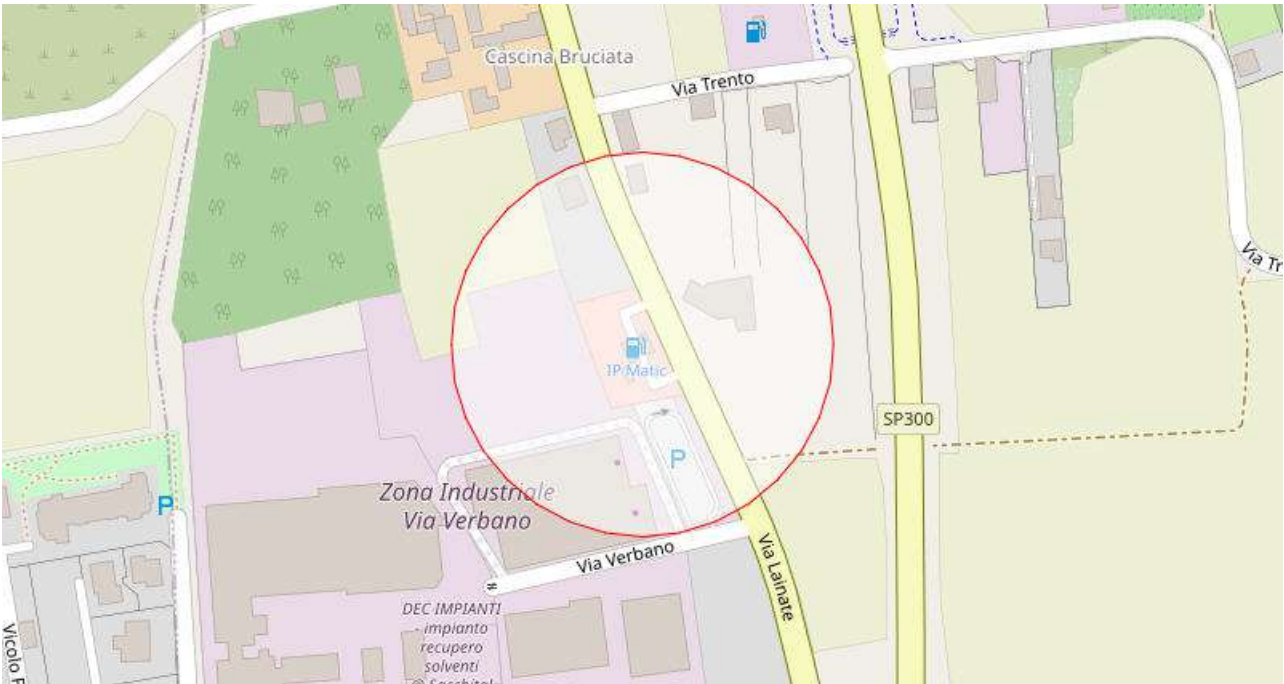 Cascina Bruciata
Via Trento
Via Tr
IP Matic
SP300
P
P
Zona Industriale
Via Verbano
Via Verbano
Via Lainate
DEC IMPIANTI
- impianto
recupero
solventi
Vicolo